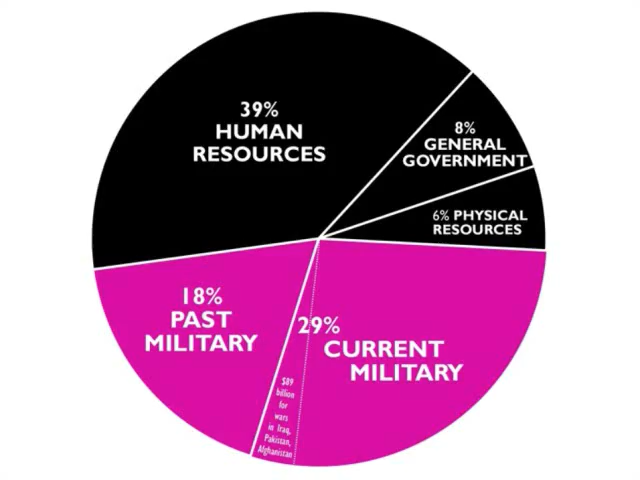 39%
HUMAN
RESOURCES
8%
GENERAL
GOVERNMENT
6% PHYSICAL
RESOURCES
18%
PAST
MILITARY
29%
CURRENT
MILITARY
$89
billion
for
wars
in Iraq,
Pakistan,
Afghanistan